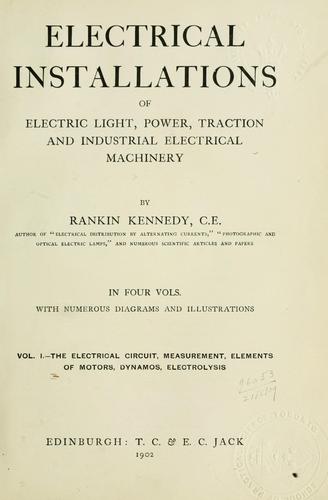 ELECTRICAL
INSTALLATIONS
OF
ELECTRIC LIGHT, POWER, TRACTION
AND INDUSTRIAL ELECTRICAL
MACHINERY
BY
RANKIN KENNEDY, C.E.
AUTHOR OF "ELECTRICAL DISTRIBUTION BY ALTERNATING CURRENTS," "PHOTOGRAPHIC AND
OPTICAL ELECTRIC LAMPS," AND NUMEROUS SCIENTIFIC ARTICLES AND PAPERS
IN FOUR VOLS.
WITH NUMEROUS DIAGRAMS AND ILLUSTRATIONS
VOL. I.—THE ELECTRICAL CIRCUIT, MEASUREMENT, ELEMENTS
OF MOTORS, DYNAMOS, ELECTROLYSIS
EDINBURGH: T. C. & E. C. JACK
1902